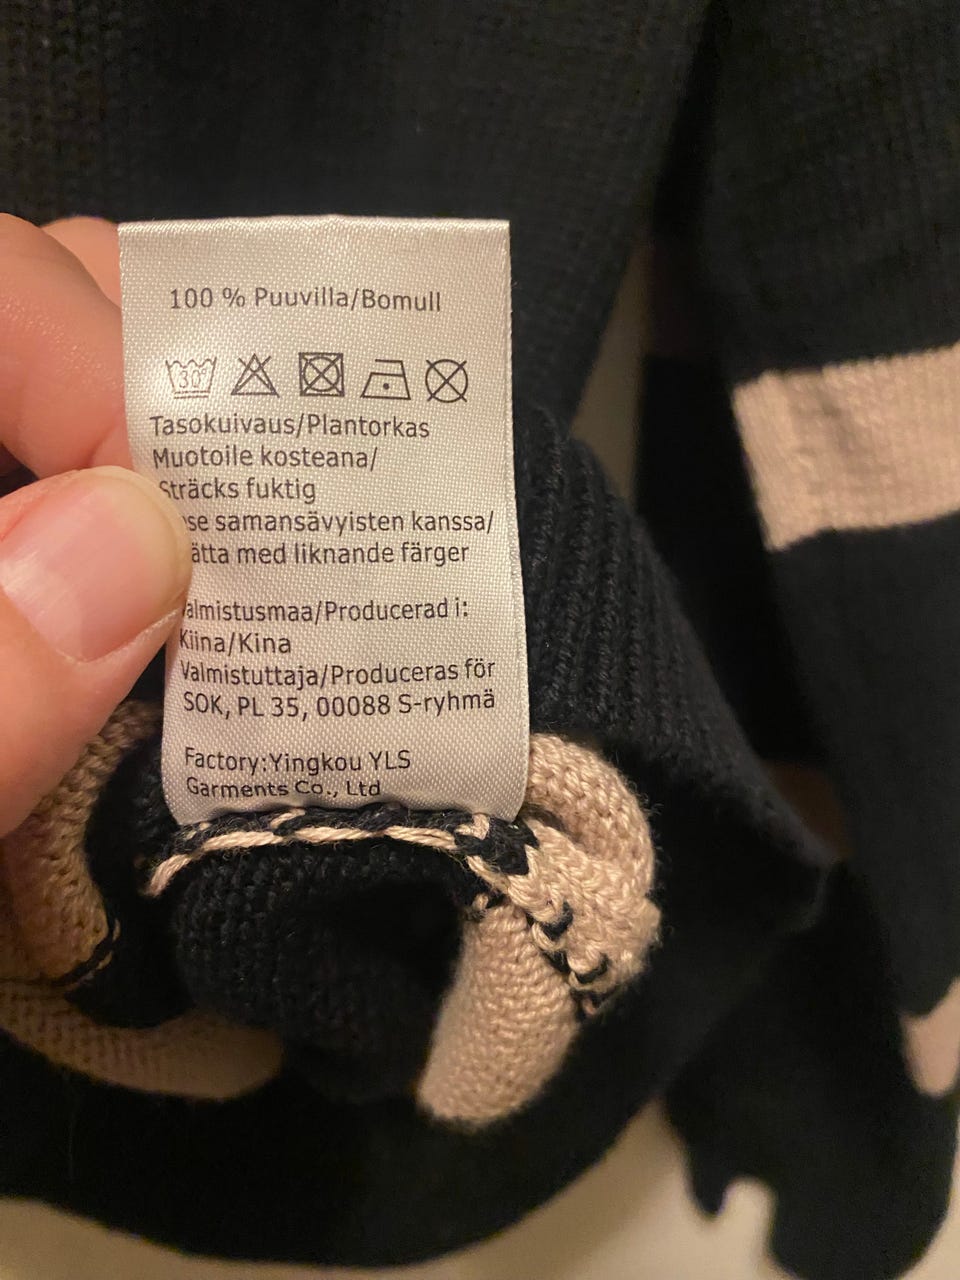 100 % Puuvilla/Bomull
30°
Tasokuivaus/Plantorkas
Muotoile kosteana/
Sträcks fuktig
samansävyisten kanssa/
med liknande färger
Producerad i:
Kiina/Kina
Valmistuttaja/Produceras för
SOK, PL 35, 00088 S-ryhmä
Factory:Yingkou YLS
Garments Co., Ltd